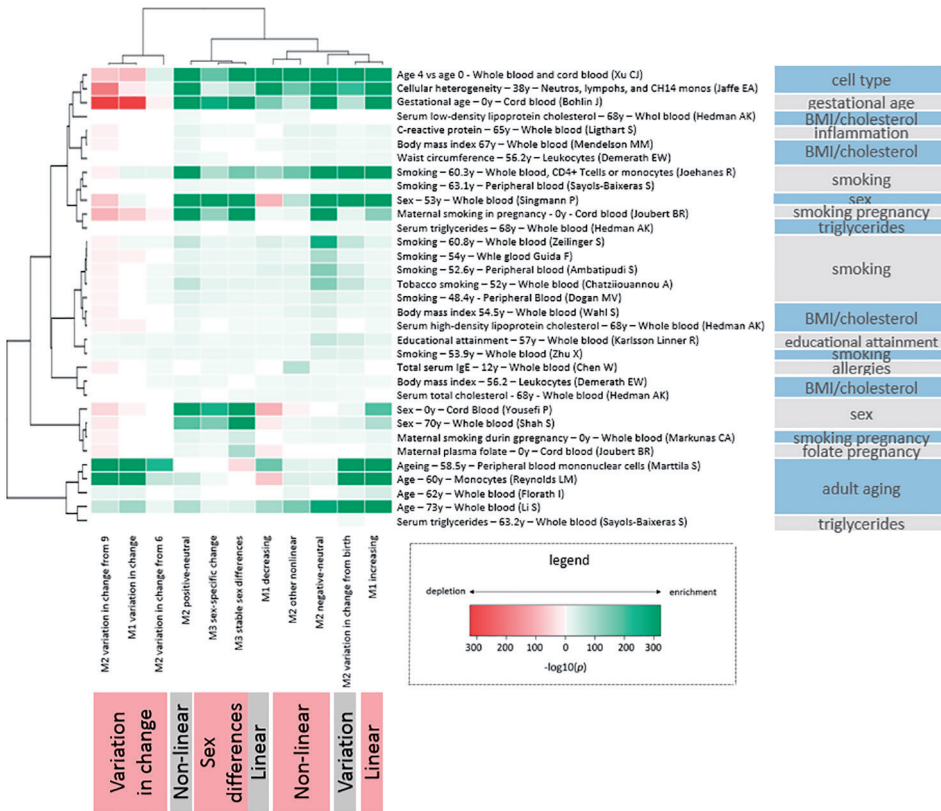 Age 4 vs age 0 - Whole blood and cord blood (Xu CJ)
Cellular heterogeneity – 38y – Neutros, lympohs, and CH14 monos (Jaffe EA)
Gestational age – 0y – Cord blood (Bohlin J)
Serum low-density lipoprotein cholesterol – 68y – Whol blood (Hedman AK)
C-reactive protein – 65y – Whole blood (Ligthart S)
Body mass index 67y – Whole blood (Mendelson MM)
Waist circumference – 56.2y – Leukocytes (Demerath EW)
Smoking – 60.3y – Whole blood, CD4+ Tcells or monocytes (Joehanes R)
Smoking – 63.1y – Peripheral blood (Sayols-Baixeras S)
Sex – 53y – Whole blood (Singmann P)
Maternal smoking in pregnancy - 0y - Cord blood (Joubert BR)
Serum triglycerides – 68y – Whole blood (Hedman AK)
Smoking – 60.8y – Whole blood (Zeilinger S)
Smoking – 54y – Whle glood Guida F)
Smoking – 52.6y – Peripheral blood (Ambatipudi S)
Tobacco smoking – 52y – Whole blood (Chatziiouannou A)
Smoking – 48.4y - Peripheral Blood (Dogan MV)
Body mass index 54.5y – Whole blood (Wahl S)
Serum high-density lipoprotein cholesterol – 68y – Whole blood (Hedman AK)
Educational attainment – 57y – Whole blood (Karlsson Linner R)
Smoking – 53.9y – Whole blood (Zhu X)
Total serum IgE – 12y – Whole blood (Chen W)
Body mass index – 56.2 – Leukocytes (Demerath EW)
Serum total cholesterol - 68y - Whole blood (Hedman AK)
Sex – 0y – Cord Blood (Yousefi P)
Sex – 70y – Whole blood (Shah S)
Maternal smoking durin gpregnancy – 0y – Whole blood (Markunas CA)
Maternal plasma folate – 0y – Cord blood (Joubert BR)
Ageing – 58.5y – Peripheral blood mononuclear cells (Marttila S)
Age – 60y – Monocytes (Reynolds LM)
Age – 62y – Whole blood (Florath I)
Age – 73y – Whole blood (Li S)
Serum triglycerides – 63.2y – Whole blood (Sayols-Baixeras S)
cell type
gestational age
BMI/cholesterol
inflammation
BMI/cholesterol
smoking
sex
smoking pregnancy
triglycerides
smoking
BMI/cholesterol
educational attainment
smoking
allergies
BMI/cholesterol
sex
smoking pregnancy
folate pregnancy
adult aging
triglycerides
M2 variation in change from 9
M1 variation in change
M2 variation in change from 6
M2 positive-neutral
M3 sex-specific change
M3 stable sex differences
M1 decreasing
M2 other nonlinear
M2 negative-neutral
M2 variation in change from birth
M1 increasing
legend
depletion
enrichment
300 200 100 0 100 200 300
-log10(p)
Variation
in change
Non-linear
Sex
differences
Linear
Non-linear
Variation
Linear